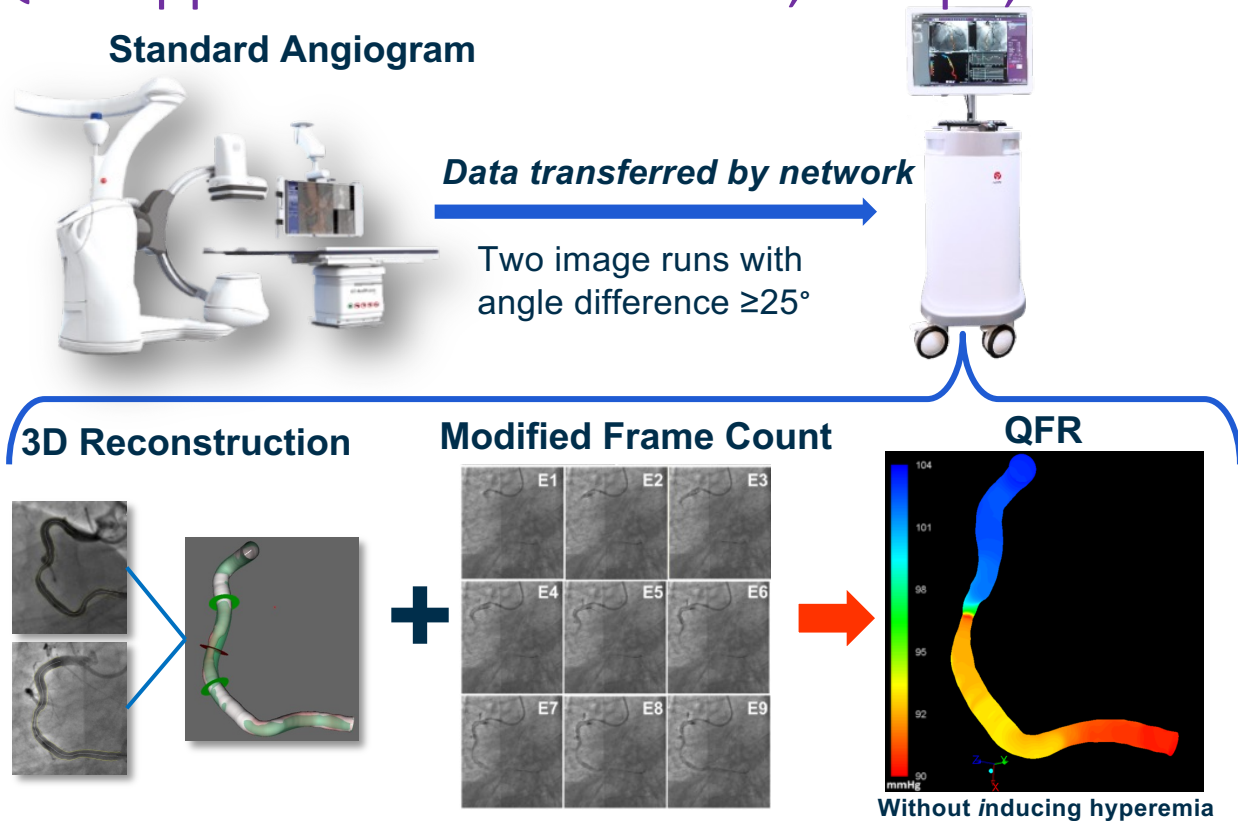 Standard Angiogram
Data transferred by network
Two image runs with
angle difference ≥25°
3D Reconstruction
Modified Frame Count
QFR
E1
E2
E3
E4
E5
E6
E7
E8
E9
104
101
98
95
92
90
mmHg
Z
Y
X
Without inducing hyperemia